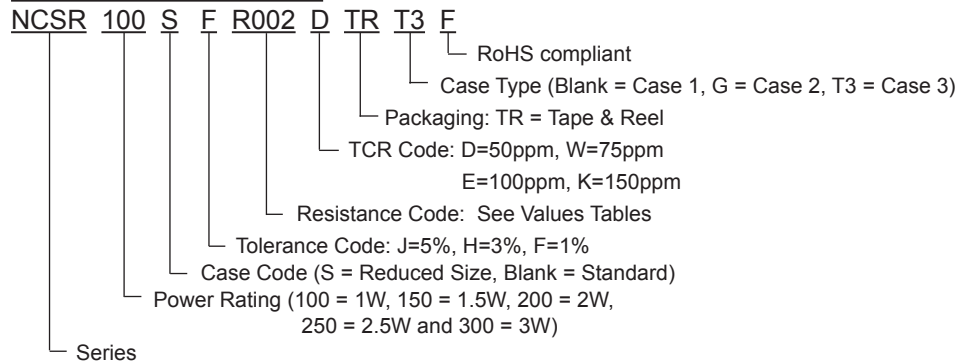 NCSR 100 S F R002 D TR T3 F
RoHS compliant
Case Type (Blank = Case 1, G = Case 2, T3 = Case 3)
Packaging: TR = Tape & Reel
TCR Code: D=50ppm, W=75ppm
E=100ppm, K=150ppm
Resistance Code: See Values Tables
Tolerance Code: J=5%, H=3%, F=1%
Case Code (S = Reduced Size, Blank = Standard)
Power Rating (100 = 1W, 150 = 1.5W, 200 = 2W,
250 = 2.5W and 300 = 3W)
Series